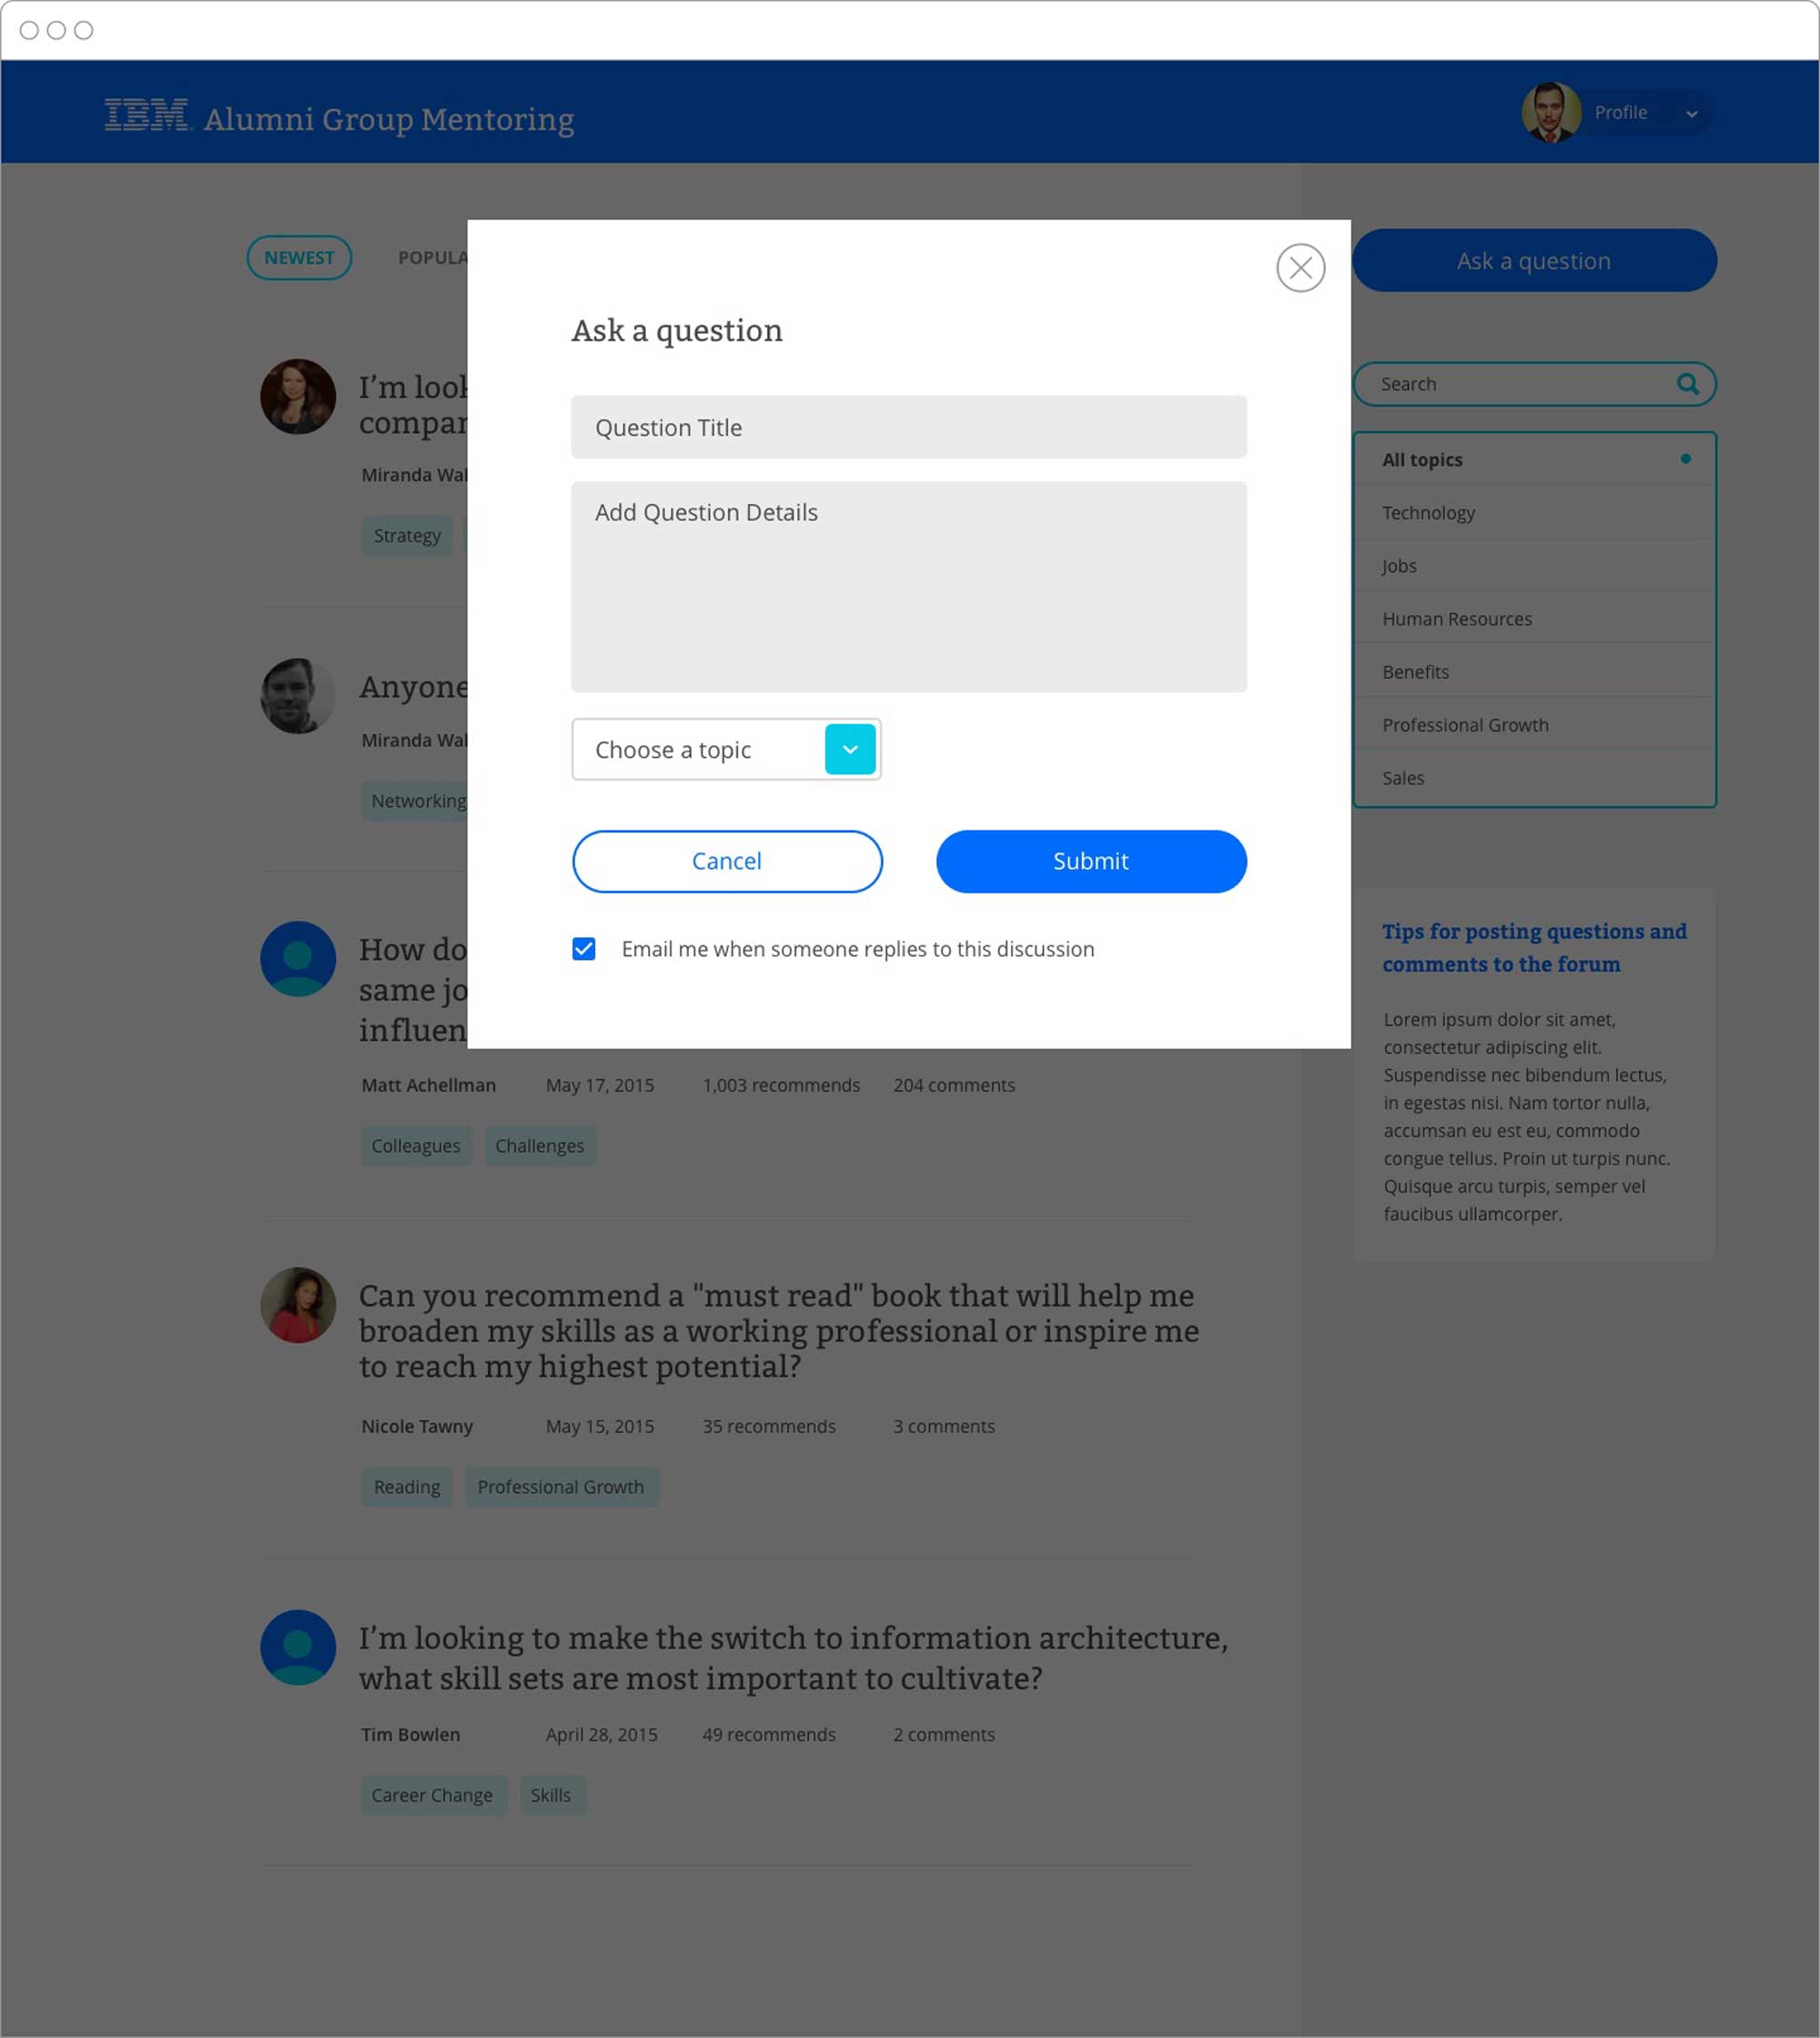 IBM Alumni Group Mentoring
Profile
NEWEST
Ask a question
Ask a question
Question Title
Add Question Details
Choose a topic
Cancel
Submit
Email me when someone replies to this discussion
I’m
Miranda
Strategy
Anyone
Miranda
Networking
How do
same
Matt Achellman May 17, 2015 1,003 recommends 204 comments
Colleagues Challenges
Can you recommend a "must read" book that will help me
broaden my skills as a working professional or inspire me
to reach my highest potential?
Nicole Tawny May 15, 2015 35 recommends 3 comments
Reading Professional Growth
I’m looking to make the switch to information architecture,
what skill sets are most important to cultivate?
Tim Bowlen April 28, 2015 49 recommends 2 comments
Career Change Skills
Search
All topics
Technology
Jobs
Human Resources
Benefits
Professional Growth
Sales
Tips for posting questions and
comments to the forum
Lorem ipsum dolor sit amet,
consectetur adipiscing elit.
Suspendisse nec bibendum lectus,
in egestas nisi. Nam tortor nulla,
accumsan eu est eu, commodo
congue tellus. Proin ut turpis nunc.
Quisque arcu turpis, semper vel
faucibus ullamcorper.